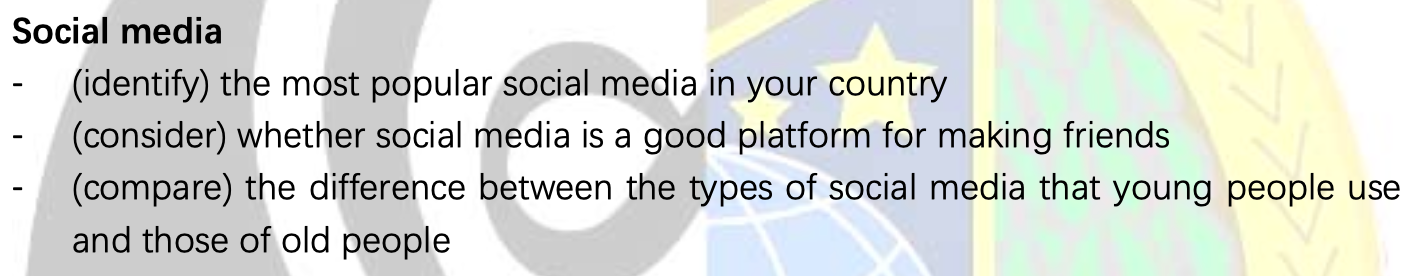 Social media
- (identify) the most popular social media in your country
- (consider) whether social media is a good platform for making friends
- (compare) the difference between the types of social media that young people use
and those of old people